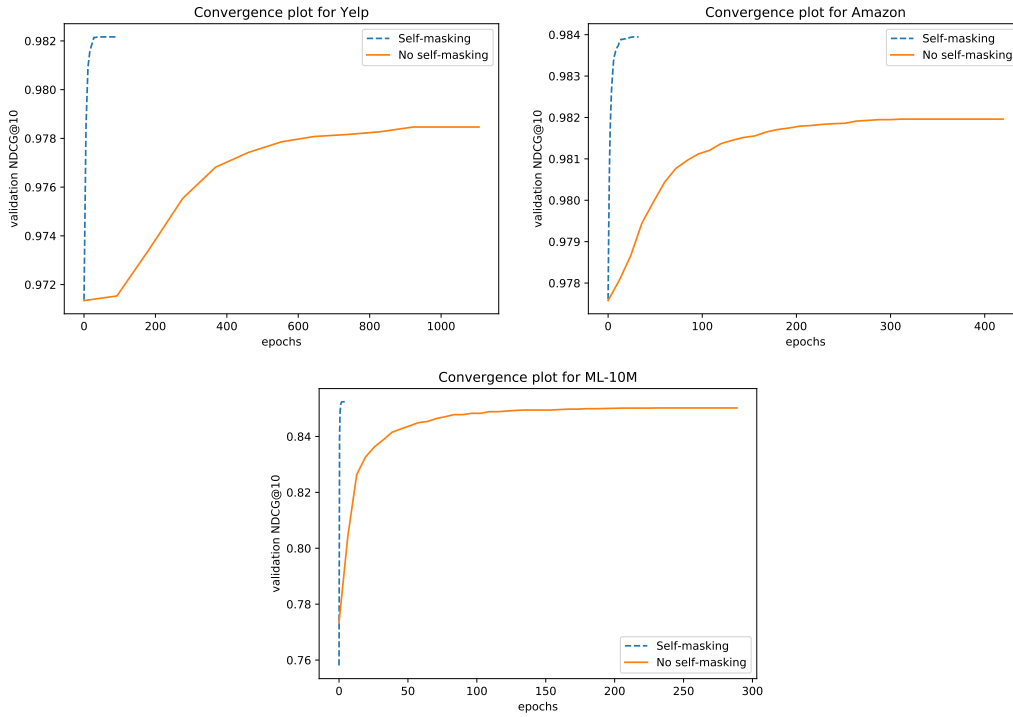 Convergence plot for Yelp
0.982
0.980
0.978
0.976
0.974
0.972
validation NDCG@10
0
200
400
600
800
1000
epochs
Self-masking
No self-masking
Convergence plot for Amazon
0.984
0.983
0.982
0.981
0.980
0.979
0.978
validation NDCG@10
0
100
200
300
400
epochs
Self-masking
No self-masking
Convergence plot for ML-10M
0.84
0.82
0.80
0.78
0.76
validation NDCG@10
0
50
100
150
200
250
300
epochs
Self-masking
No self-masking